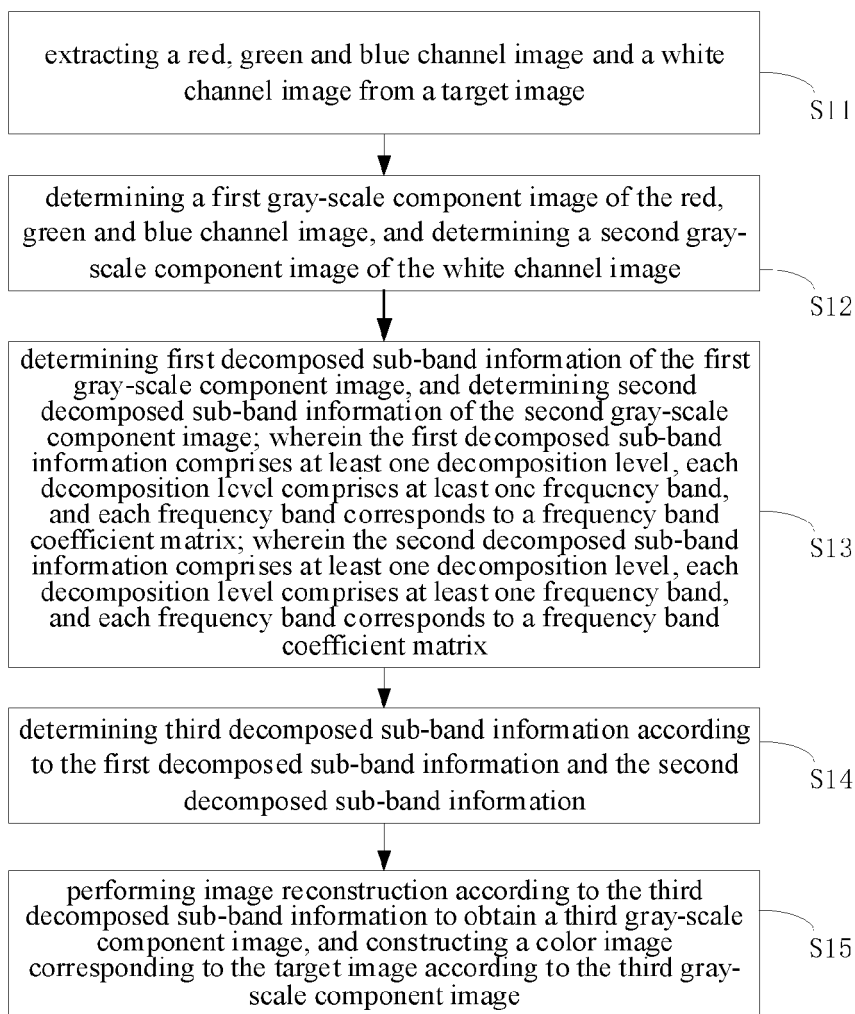 extracting a red, green and blue channel image and a white
channel image from a target image
S11
determining a first gray-scale component image of the red,
green and blue channel image, and determining a second gray-
scale component image of the white channel image
S12
determining first decomposed sub-band information of the first
gray-scale component image, and determining second
decomposed sub-band information of the second gray-scale
component image; wherein the first decomposed sub-band
information comprises at least one decomposition level, each
decomposition level comprises at least one frequency band,
and each frequency band corresponds to a frequency band
coefficient matrix; wherein the second decomposed sub-band
information comprises at least one decomposition level, each
decomposition level comprises at least one frequency band,
and each frequency band corresponds to a frequency band
coefficient matrix
S13
determining third decomposed sub-band information according
to the first decomposed sub-band information and the second
decomposed sub-band information
S14
performing image reconstruction according to the third
decomposed sub-band information to obtain a third gray-scale
component image, and constructing a color image
corresponding to the target image according to the third gray-
scale component image
S15